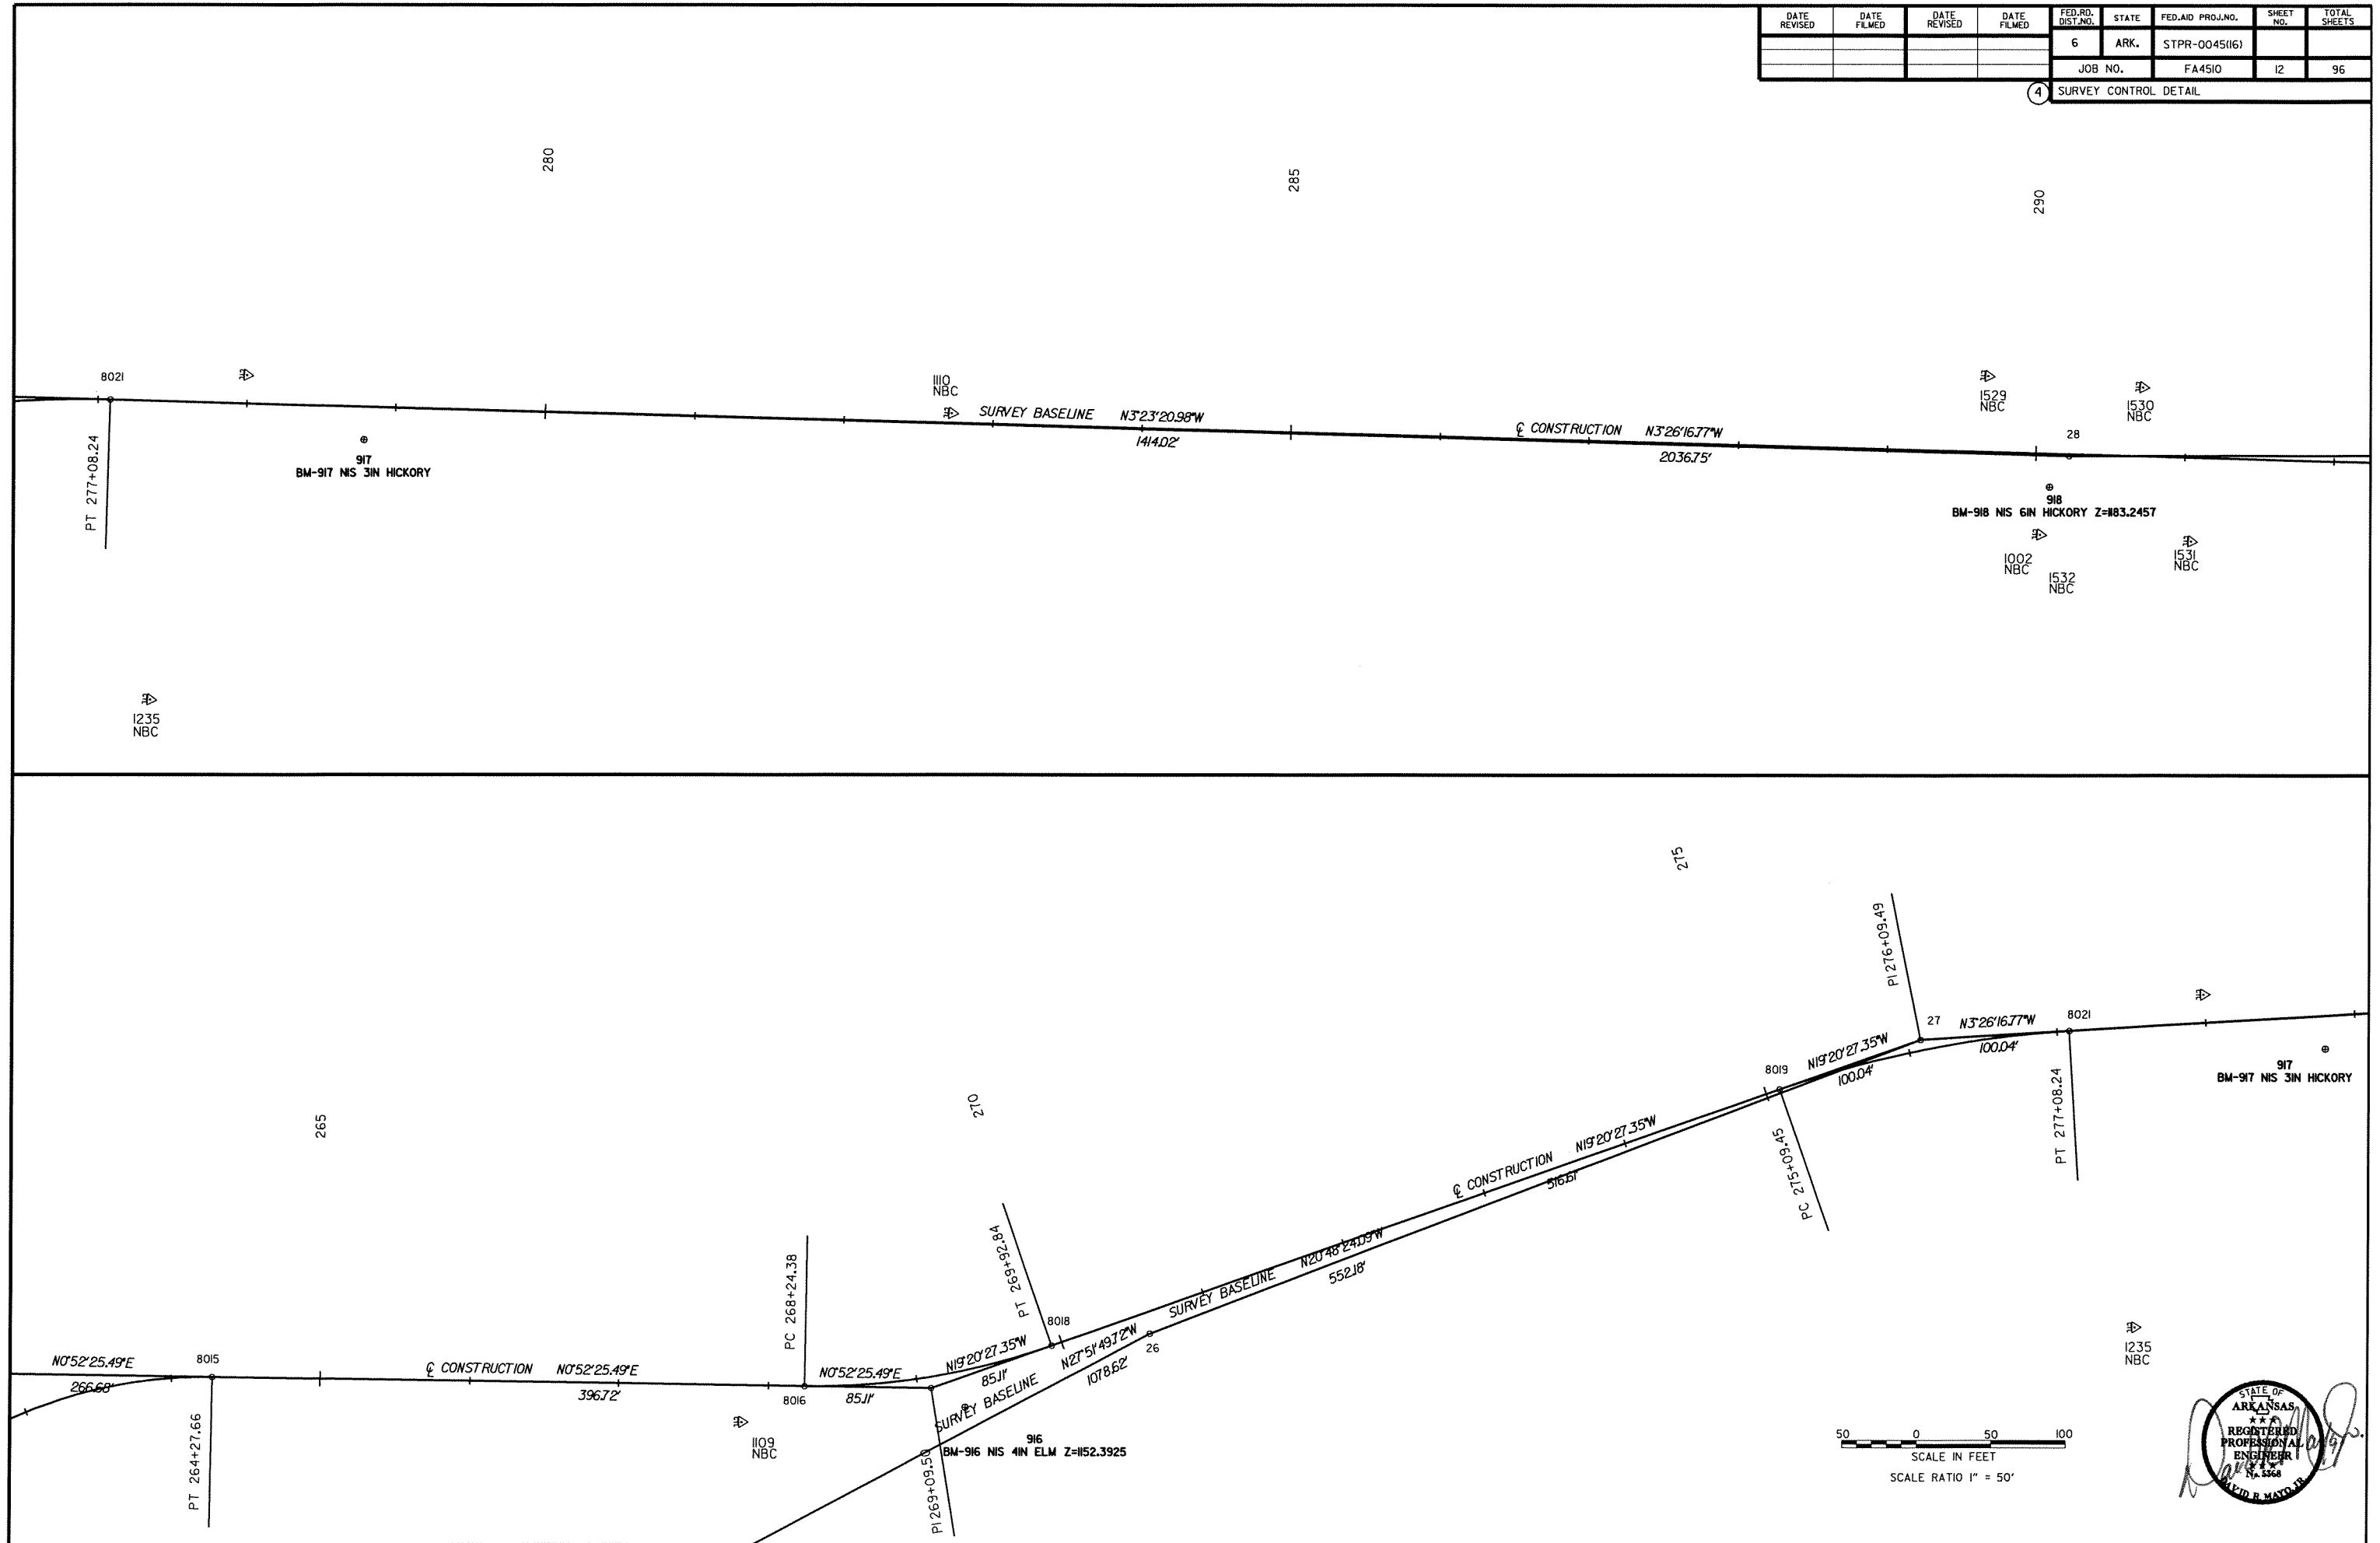 DATE REVISED
DATE FILMED
DATE REVISED
DATE FILMED
FED.RD. DIST.NO.
STATE
FED.AID PROJ.NO.
SHEET NO.
TOTAL SHEETS
6
ARK.
STPR-0045(16)
JOB NO.
FA4510
12
96
4
SURVEY CONTROL DETAIL
280
285
290
8021
1110
NBC
SURVEY BASELINE N3°23'20.98"W
1414.02'
℄ CONSTRUCTION N3°26'16.77"W
2036.75'
1529
NBC
1530
NBC
28
PT 277+08.24
917
BM-917 NIS 3IN HICKORY
918
BM-918 NIS 6IN HICKORY Z=1183.2457
1002
NBC
1532
NBC
1531
NBC
1235
NBC
275
PI 276+09.49
27
N3°26'16.77"W
100.04'
8021
N19°20'27.35"W
100.04'
8019
917
BM-917 NIS 3IN HICKORY
PT 277+08.24
PC 275+09.45
265
270
℄ CONSTRUCTION N19°20'27.35"W
516.61'
SURVEY BASELINE N20°48'24.09"W
552.18'
PT 269+92.84
PC 268+24.38
8018
26
N0°52'25.49"E
266.68'
8015
℄ CONSTRUCTION N0°52'25.49"E
396.72'
8016
N0°52'25.49"E
85.11'
N19°20'27.35"W
85.11'
SURVEY BASELINE N27°51'49.72"W
1078.62'
PT 264+27.66
1109
NBC
PI 269+09.50
916
BM-916 NIS 4IN ELM Z=1152.3925
1235
NBC
50 0 50 100
SCALE IN FEET
SCALE RATIO 1" = 50'
STATE OF
ARKANSAS
REGISTERED
PROFESSIONAL
ENGINEER
No. 5368
DAVID R. MAYO, JR.